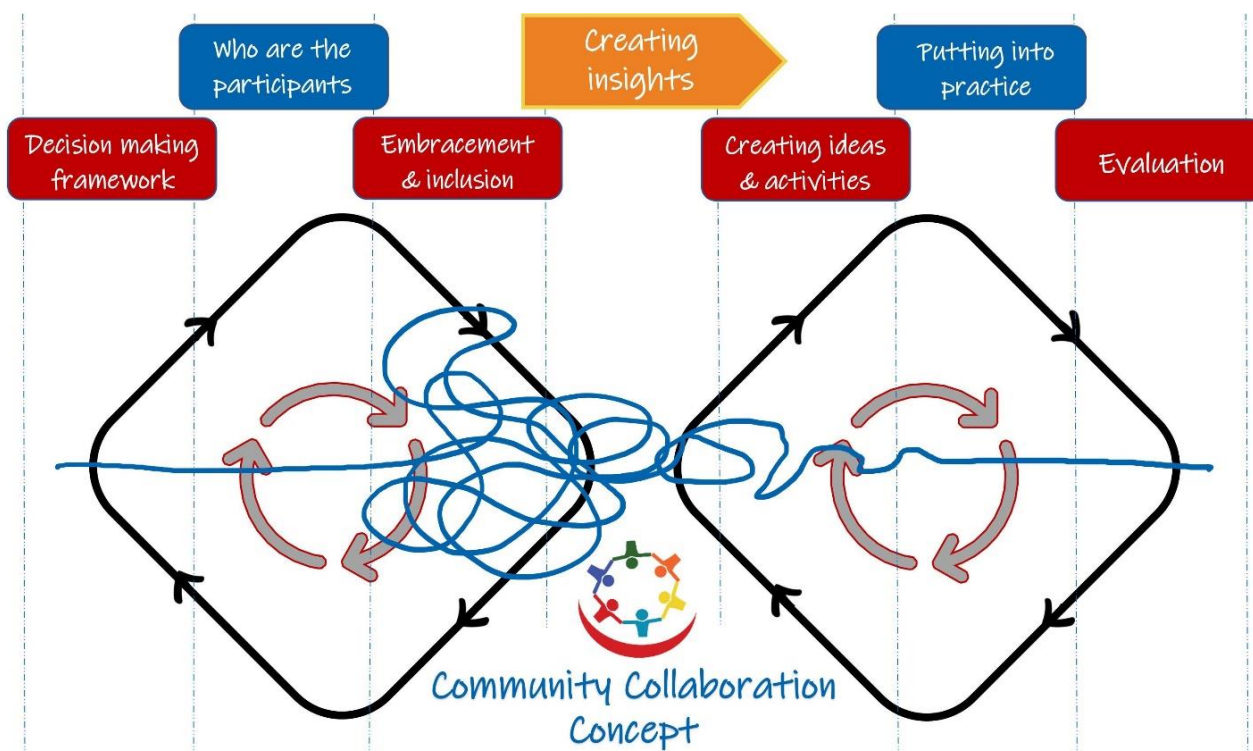 Who are the
participants
Creating
insights
Putting into
practice
Decision making
framework
Embracement
& inclusion
Creating ideas
& activities
Evaluation
Community Collaboration
Concept